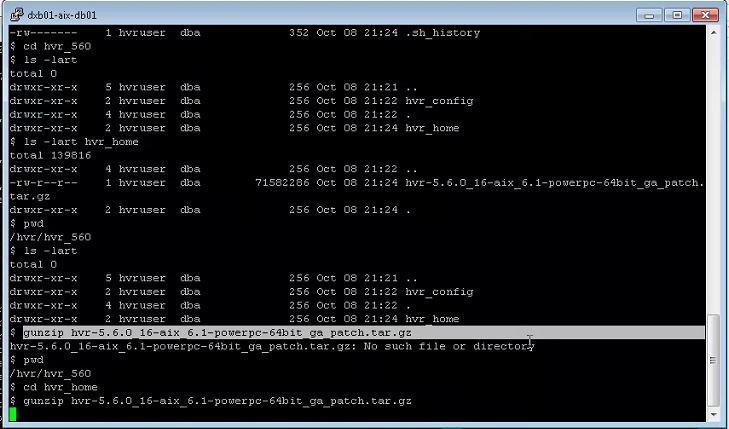 dxb01-aix-db01
-rw------- 1 hvruser dba 352 Oct 08 21:24 .sh_history
$ cd hvr_560
$ ls -lart
total 0
drwxr-xr-x 5 hvruser dba 256 Oct 08 21:21 ..
drwxr-xr-x 2 hvruser dba 256 Oct 08 21:22 hvr_config
drwxr-xr-x 4 hvruser dba 256 Oct 08 21:22 .
drwxr-xr-x 2 hvruser dba 256 Oct 08 21:24 hvr_home
$ ls -lart hvr_home
total 139816
drwxr-xr-x 4 hvruser dba 256 Oct 08 21:22 ..
-rw-r--r-- 1 hvruser dba 71582286 Oct 08 21:24 hvr-5.6.0_16-aix_6.1-powerpc-64bit_ga_patch.
tar.gz
drwxr-xr-x 2 hvruser dba 256 Oct 08 21:24 .
$ pwd
/hvr/hvr_560
$ ls -lart
total 0
drwxr-xr-x 5 hvruser dba 256 Oct 08 21:21 ..
drwxr-xr-x 2 hvruser dba 256 Oct 08 21:22 hvr_config
drwxr-xr-x 4 hvruser dba 256 Oct 08 21:22 .
drwxr-xr-x 2 hvruser dba 256 Oct 08 21:24 hvr_home
$ gunzip hvr-5.6.0_16-aix_6.1-powerpc-64bit_ga_patch.tar.gz
hvr-5.6.0_16-aix_6.1-powerpc-64bit_ga_patch.tar.gz: No such file or directory
$ pwd
/hvr/hvr_560
$ cd hvr_home
$ gunzip hvr-5.6.0_16-aix_6.1-powerpc-64bit_ga_patch.tar.gz